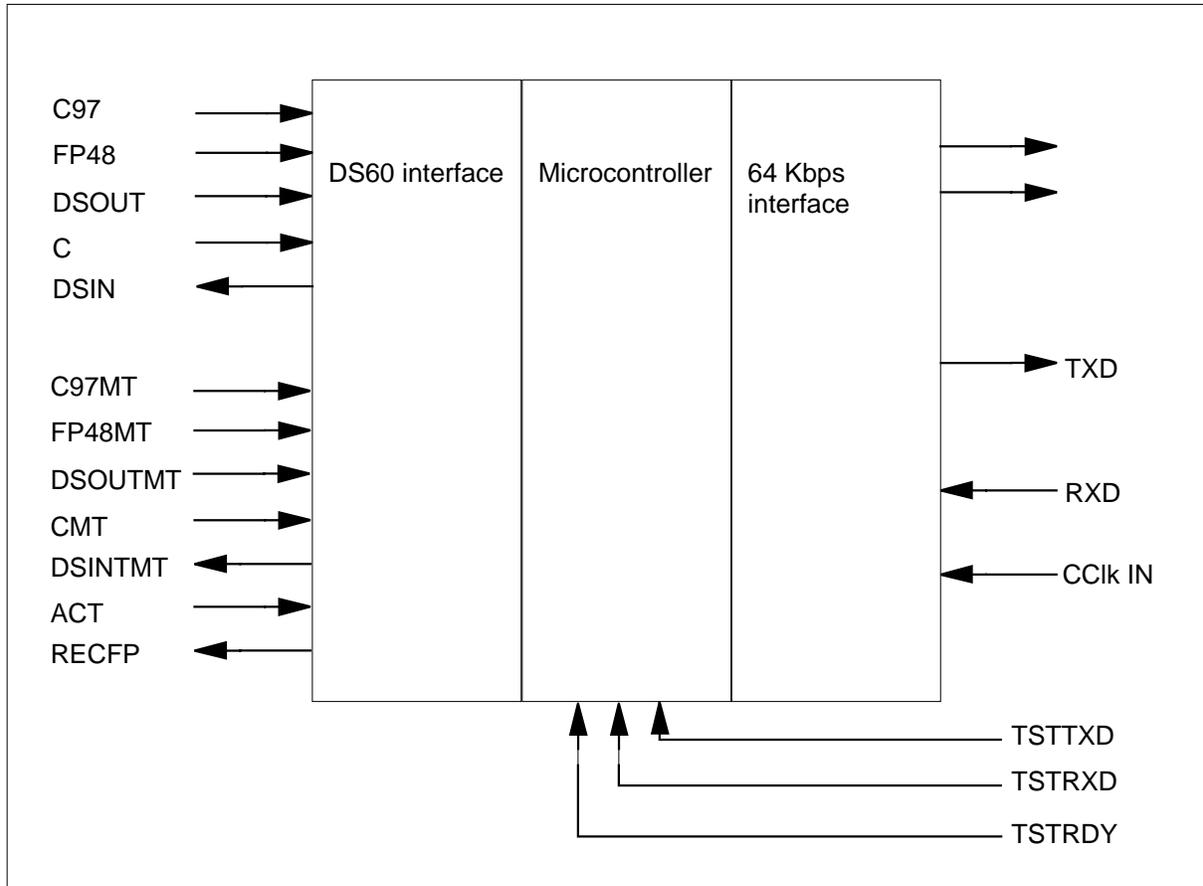 C97
FP48
DSOUT
C
DSIN
C97MT
FP48MT
DSOUTMT
CMT
DSINTMT
ACT
RECFP
DS60 interface
Microcontroller
64 Kbps
interface
TXD
RXD
CClk IN
TSTTXD
TSTRXD
TSTRDY